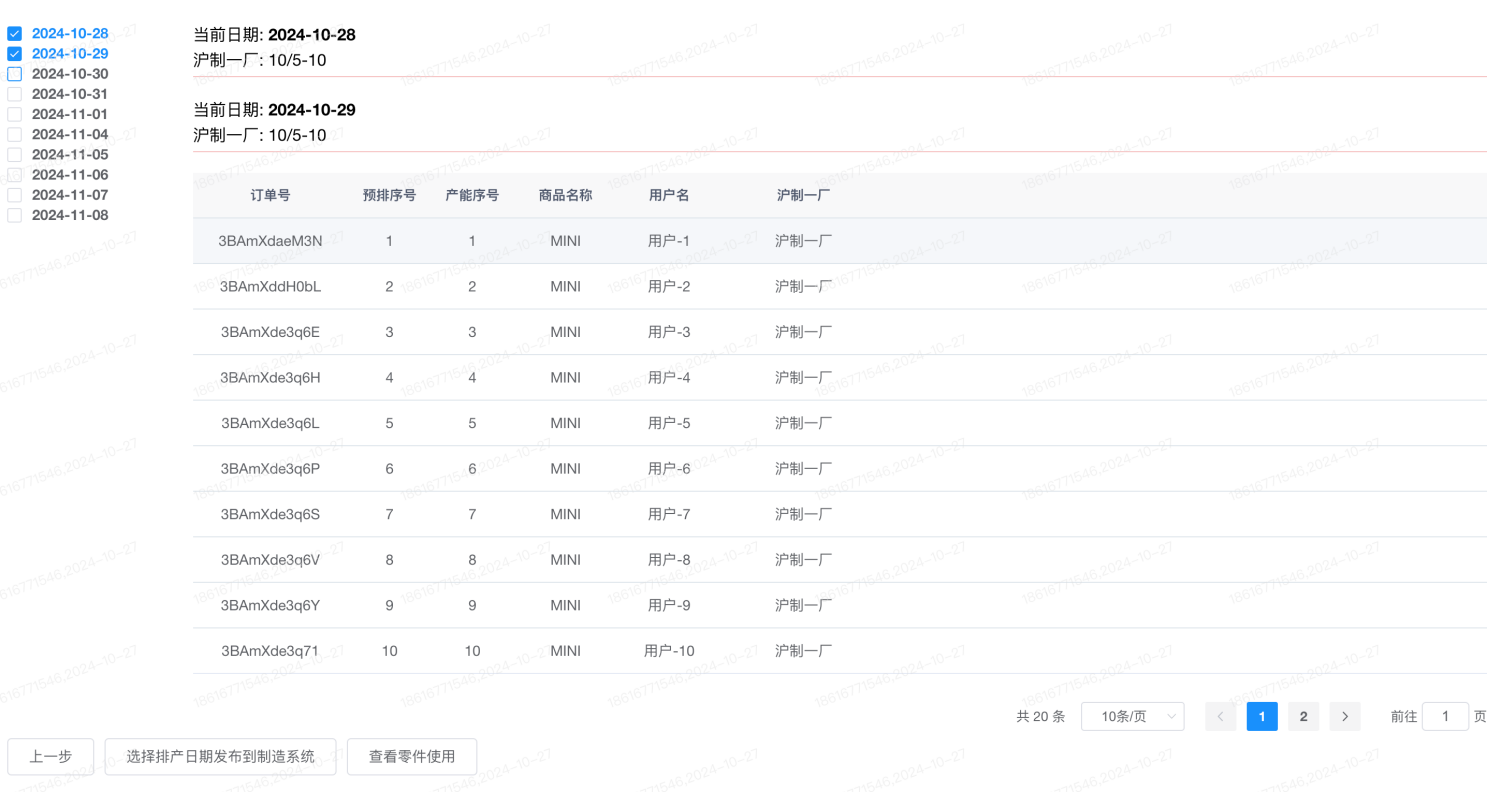 2024-10-28
2024-10-29
2024-10-30
2024-10-31
2024-11-01
2024-11-04
2024-11-05
2024-11-06
2024-11-07
2024-11-08
当前日期: 2024-10-28
沪制一厂: 10/5-10
当前日期: 2024-10-29
沪制一厂: 10/5-10
订单号 预排序号 产能序号 商品名称 用户名 沪制一厂
3BAmXdaeM3N 1 1 MINI 用户-1 沪制一厂
3BAmXddH0bL 2 2 MINI 用户-2 沪制一厂
3BAmXde3q6E 3 3 MINI 用户-3 沪制一厂
3BAmXde3q6H 4 4 MINI 用户-4 沪制一厂
3BAmXde3q6L 5 5 MINI 用户-5 沪制一厂
3BAmXde3q6P 6 6 MINI 用户-6 沪制一厂
3BAmXde3q6S 7 7 MINI 用户-7 沪制一厂
3BAmXde3q6V 8 8 MINI 用户-8 沪制一厂
3BAmXde3q6Y 9 9 MINI 用户-9 沪制一厂
3BAmXde3q71 10 10 MINI 用户-10 沪制一厂
共 20 条 10条/页 1 2 前往 1 页
上一步 选择排产日期发布到制造系统 查看零件使用
18616771546,2024-10-27